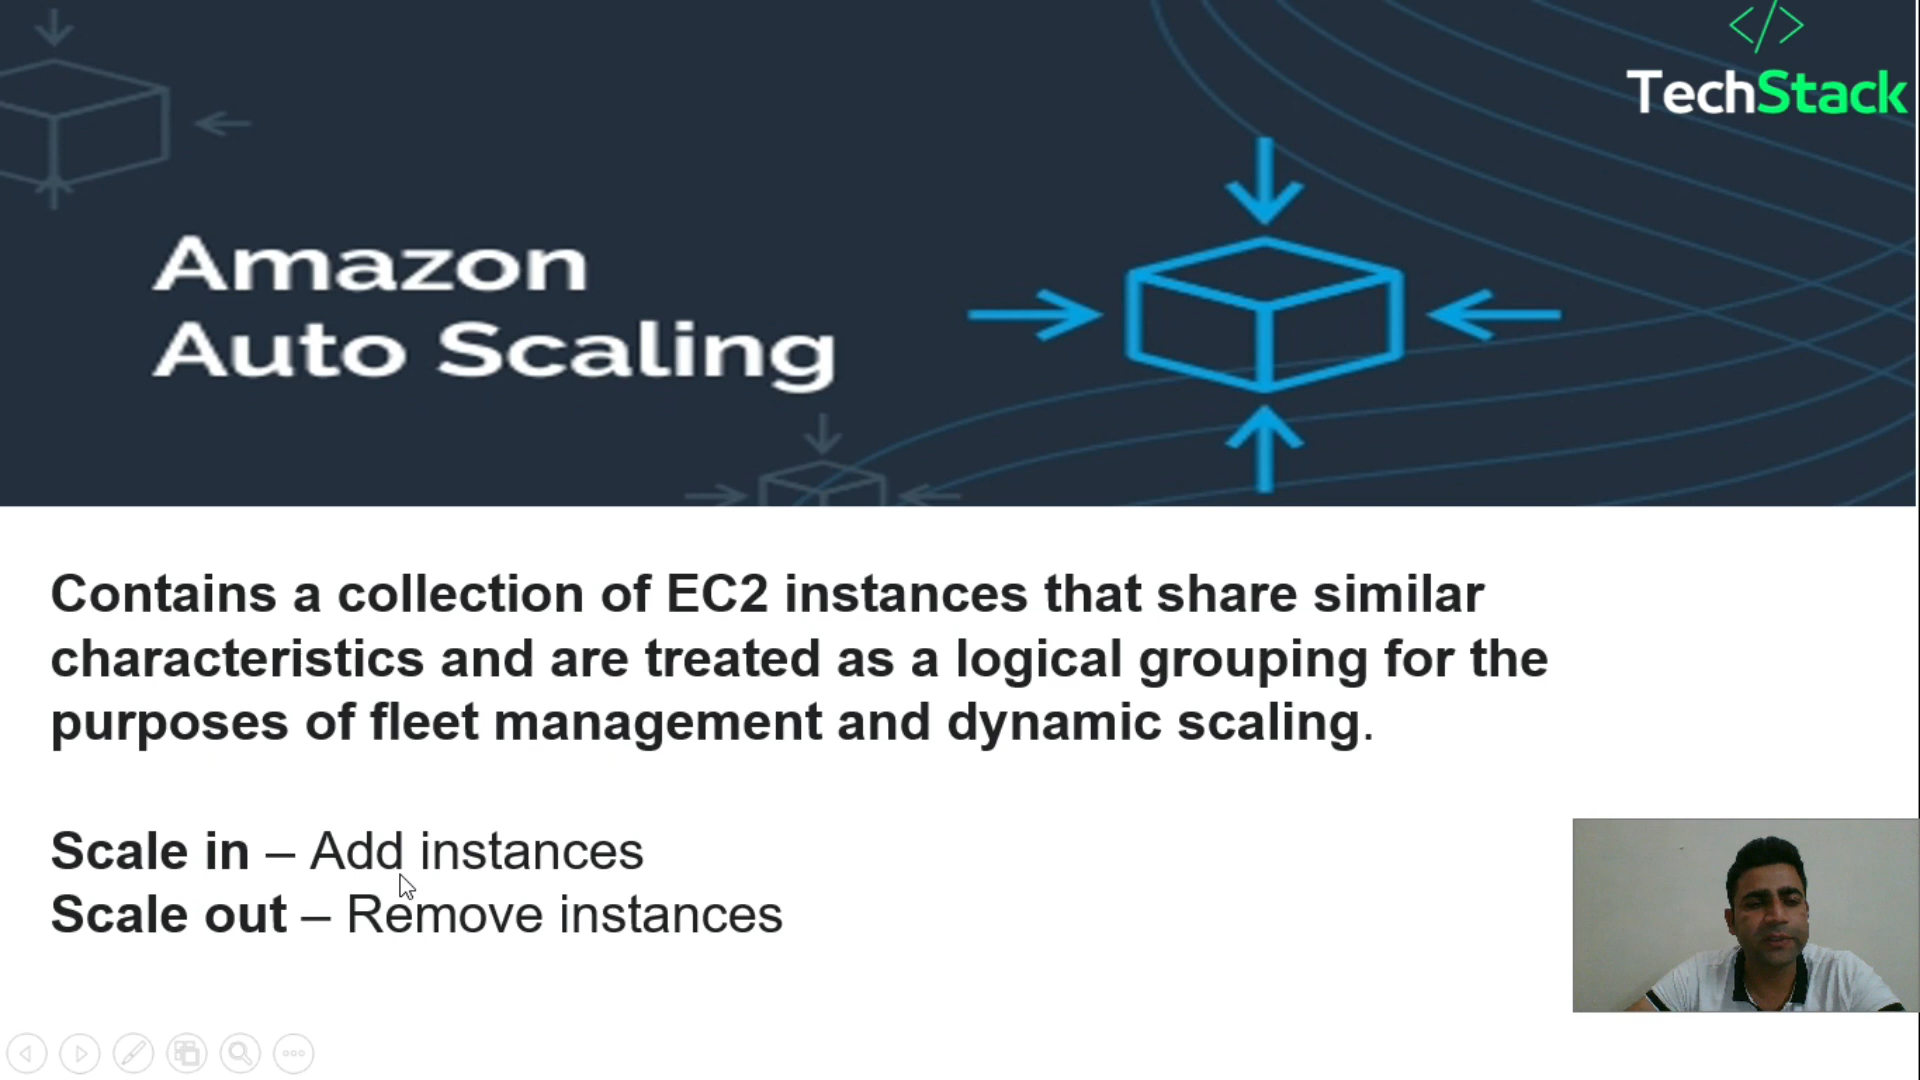 </>
TechStack
Amazon
Auto Scaling
Contains a collection of EC2 instances that share similar
characteristics and are treated as a logical grouping for the
purposes of fleet management and dynamic scaling.
Scale in – Add instances
Scale out – Remove instances